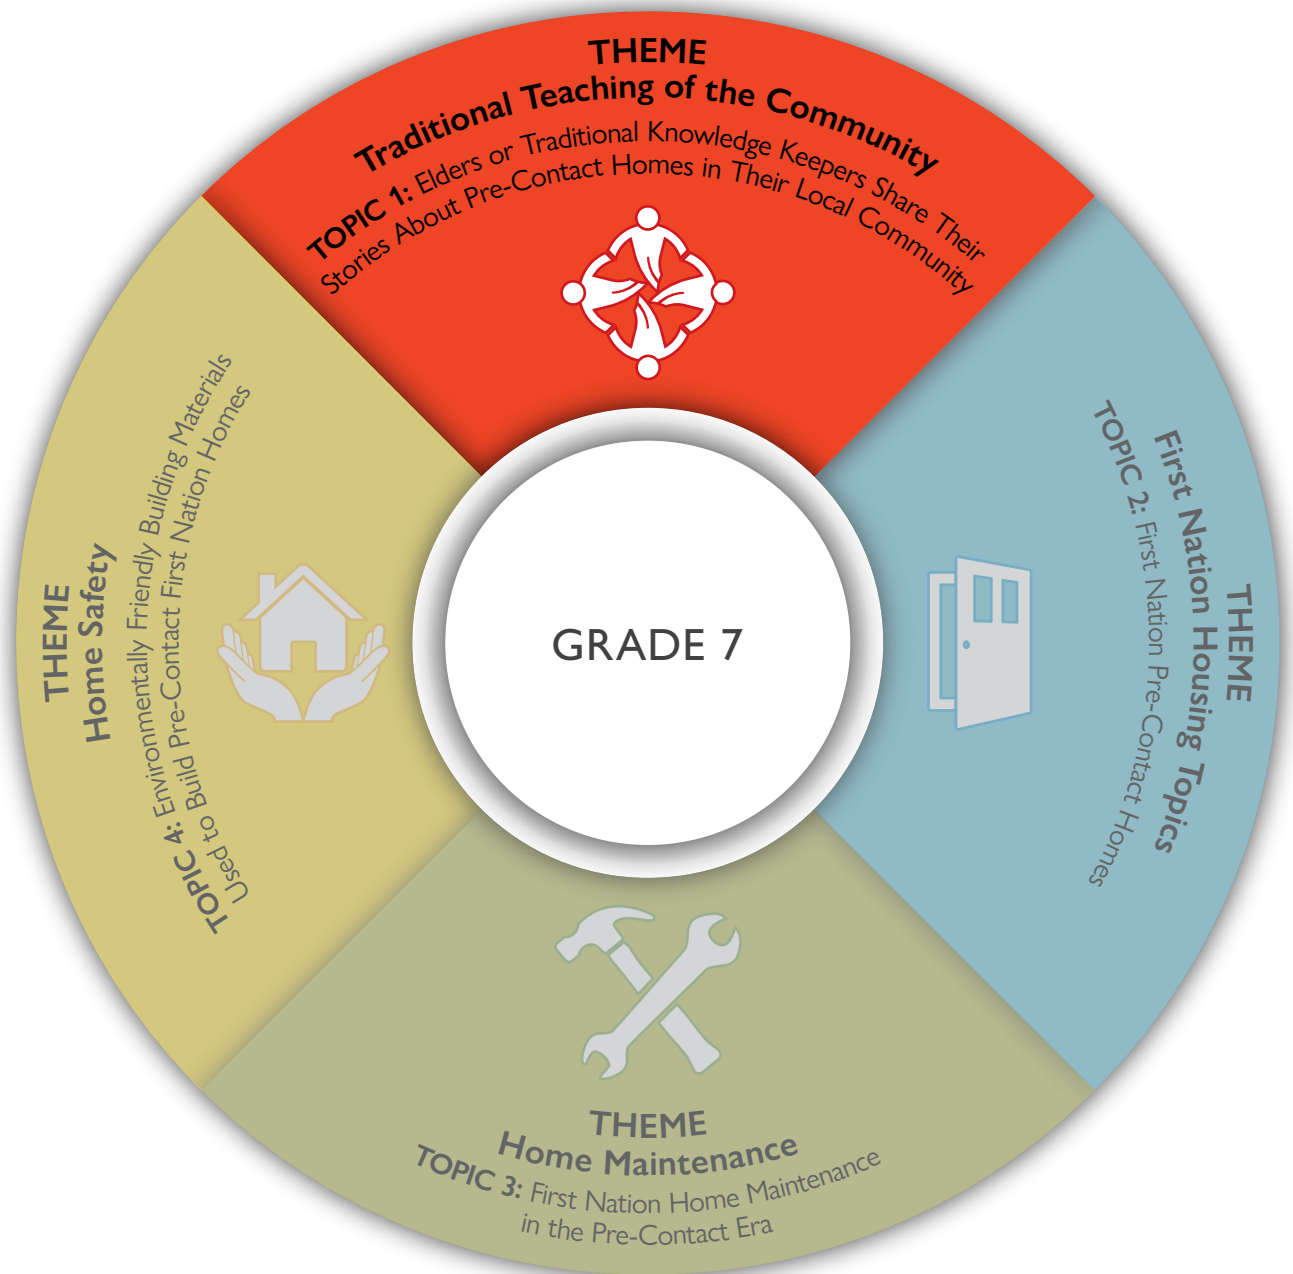 THEME
Traditional Teaching of the Community
TOPIC 1: Elders or Traditional Knowledge Keepers Share Their
Stories About Pre-Contact Homes in Their Local Community
THEME
First Nation Housing Topics
TOPIC 2: First Nation Pre-Contact Homes
THEME
Home Maintenance
TOPIC 3: First Nation Home Maintenance
in the Pre-Contact Era
THEME
Home Safety
TOPIC 4: Environmentally Friendly Building Materials
Used to Build Pre-Contact First Nation Homes
GRADE 7